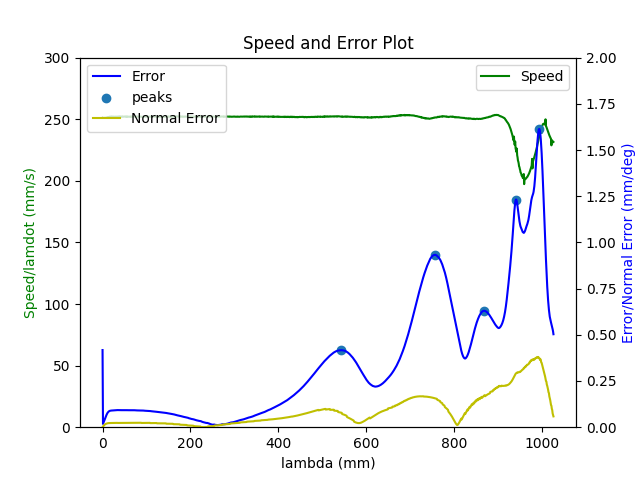 Speed and Error Plot
Error
peaks
Normal Error
Speed
300
250
200
150
100
50
0
Speed/lamdot (mm/s)
2.00
1.75
1.50
1.25
1.00
0.75
0.50
0.25
0.00
Error/Normal Error (mm/deg)
0 200 400 600 800 1000
lambda (mm)